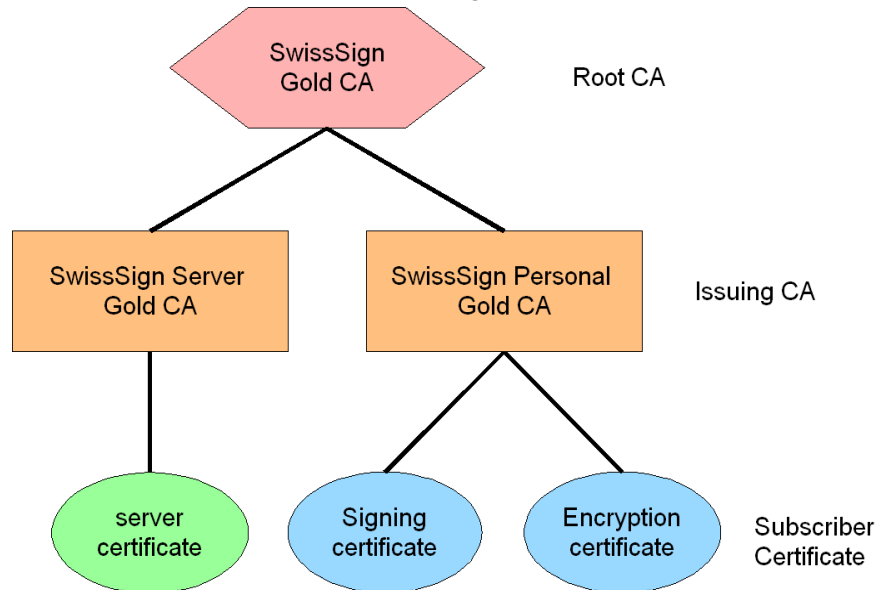 SwissSign
Gold CA
Root CA
SwissSign Server
Gold CA
SwissSign Personal
Gold CA
Issuing CA
server
certificate
Signing
certificate
Encryption
certificate
Subscriber
Certificate